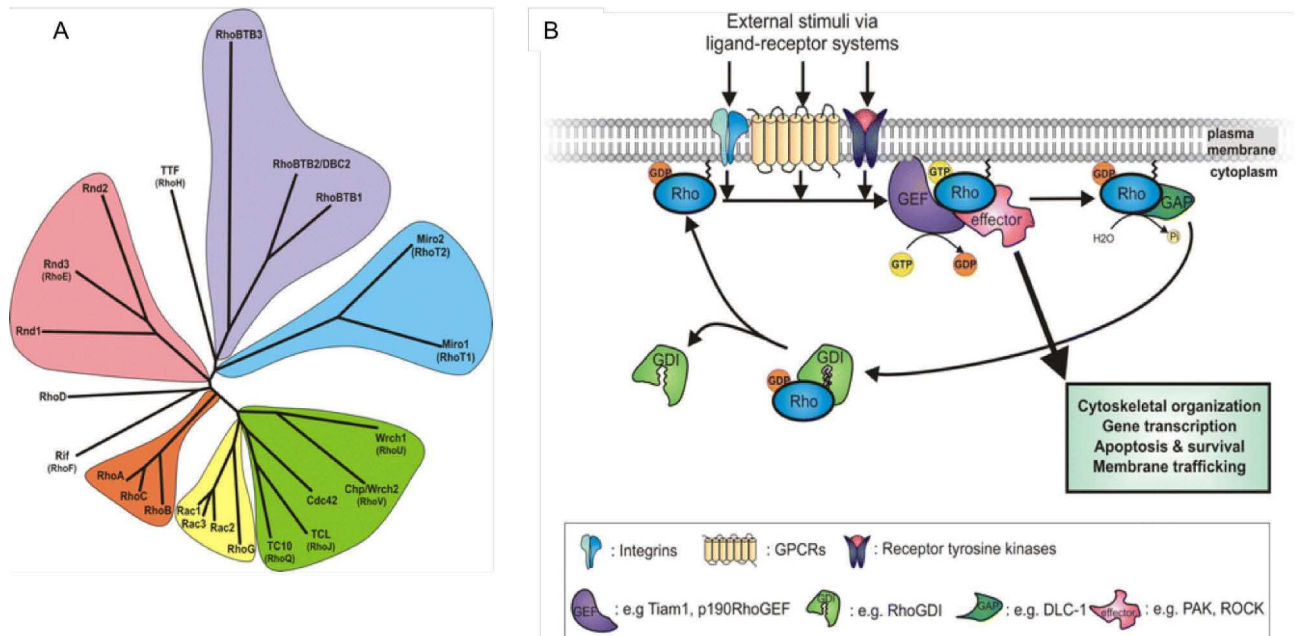 A
RhoBTB3
RhoBTB2/DBC2
RhoBTB1
TTF
(RhoH)
Rnd2
Rnd3
(RhoE)
Rnd1
Miro2
(RhoT2)
Miro1
(RhoT1)
RhoD
Rif
(RhoF)
RhoA
RhoC
RhoB
Rac1
Rac3
Rac2
RhoG
TC10
(RhoQ)
TCL
(RhoJ)
Cdc42
Chp/Wrch2
(RhoV)
Wrch1
(RhoU)
B
External stimuli via
ligand-receptor systems
plasma
membrane
cytoplasm
GDP
Rho
GEF
GTP
Rho
effector
GTP
GDP
GDP
Rho
GAP
H2O
Pi
GDI
GDI
GDP
Rho
Cytoskeletal organization
Gene transcription
Apoptosis & survival
Membrane trafficking
: Integrins
: GPCRs
: Receptor tyrosine kinases
GEF : e.g Tiam1, p190RhoGEF
GDI : e.g. RhoGDI
GAP : e.g. DLC-1
effector : e.g. PAK, ROCK